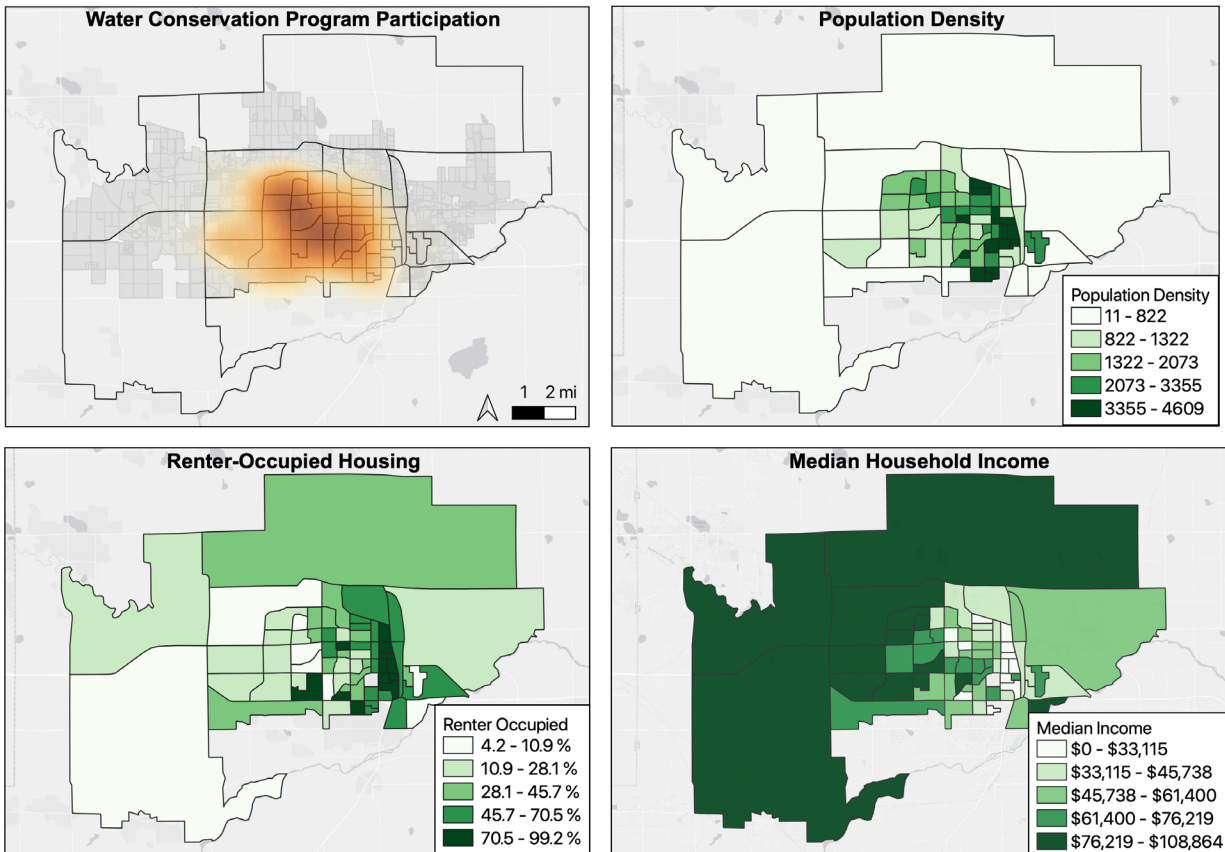 Water Conservation Program Participation
1 2 mi
Population Density
Population Density
11 - 822
822 - 1322
1322 - 2073
2073 - 3355
3355 - 4609
Renter-Occupied Housing
Renter Occupied
4.2 - 10.9 %
10.9 - 28.1 %
28.1 - 45.7 %
45.7 - 70.5 %
70.5 - 99.2 %
Median Household Income
Median Income
$0 - $33,115
$33,115 - $45,738
$45,738 - $61,400
$61,400 - $76,219
$76,219 - $108,864